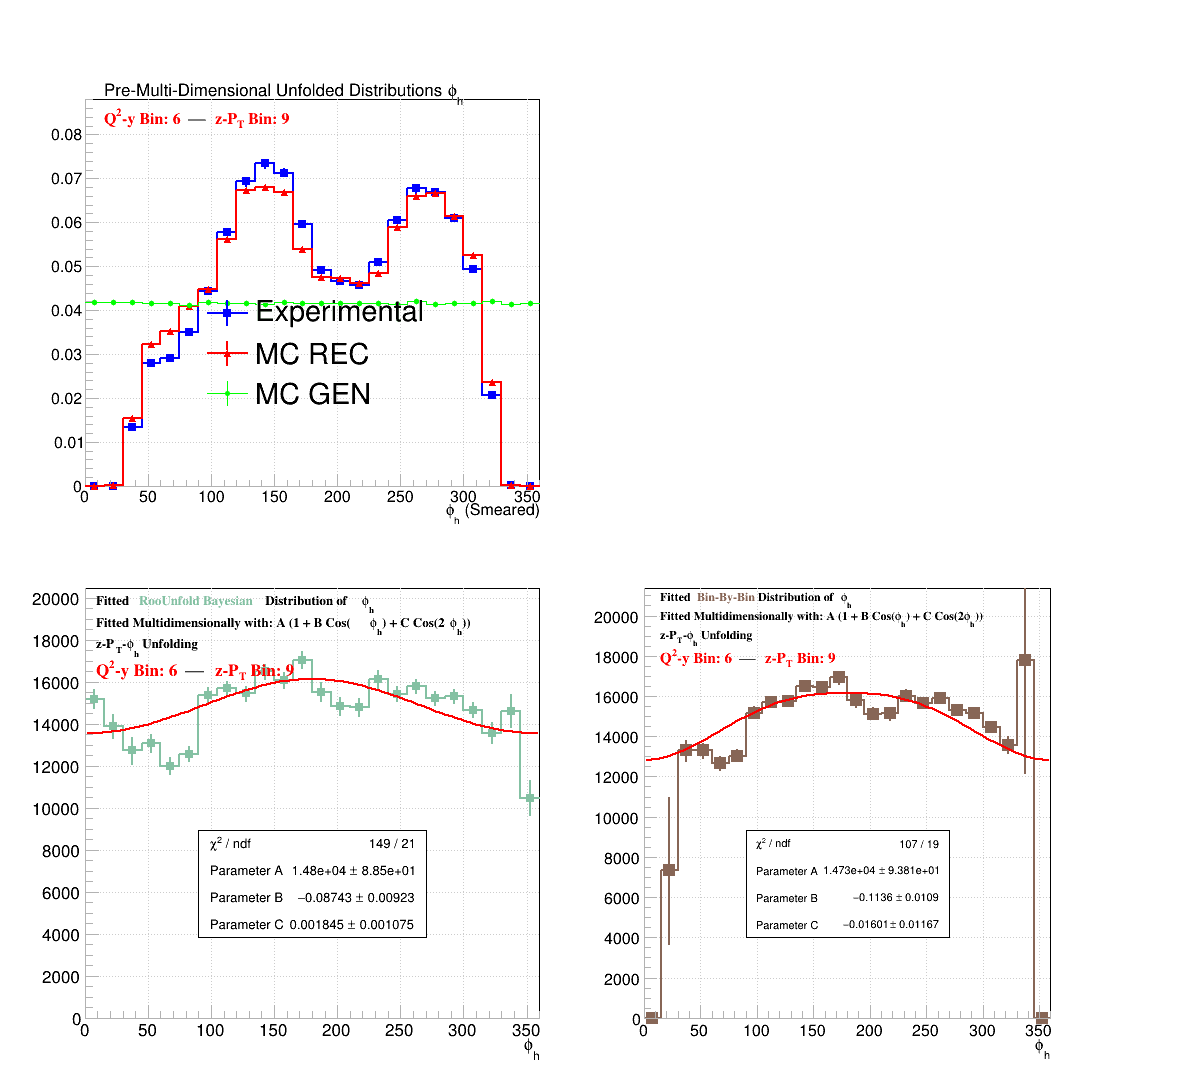 Pre-Multi-Dimensional Unfolded Distributions ϕh
Q²-y Bin: 6 — z-PT Bin: 9
0.08
0.07
0.06
0.05
0.04
0.03
0.02
0.01
0
Experimental
MC REC
MC GEN
0 50 100 150 200 250 300 350
ϕh (Smeared)
Fitted RooUnfold Bayesian Distribution of ϕh
Fitted Multidimensionally with: A (1 + B Cos( ϕh) + C Cos(2 ϕh))
z-PT-ϕh Unfolding
Q²-y Bin: 6 — z-PT Bin: 9
20000
18000
16000
14000
12000
10000
8000
6000
4000
2000
0
χ² / ndf 149 / 21
Parameter A 1.48e+04 ± 8.85e+01
Parameter B −0.08743 ± 0.00923
Parameter C 0.001845 ± 0.001075
0 50 100 150 200 250 300 350
ϕh
Fitted Bin-By-Bin Distribution of ϕh
Fitted Multidimensionally with: A (1 + B Cos(ϕh) + C Cos(2ϕh))
z-PT-ϕh Unfolding
Q²-y Bin: 6 — z-PT Bin: 9
20000
18000
16000
14000
12000
10000
8000
6000
4000
2000
0
χ² / ndf 107 / 19
Parameter A 1.473e+04 ± 9.381e+01
Parameter B −0.1136 ± 0.0109
Parameter C −0.01601 ± 0.01167
0 50 100 150 200 250 300 350
ϕh